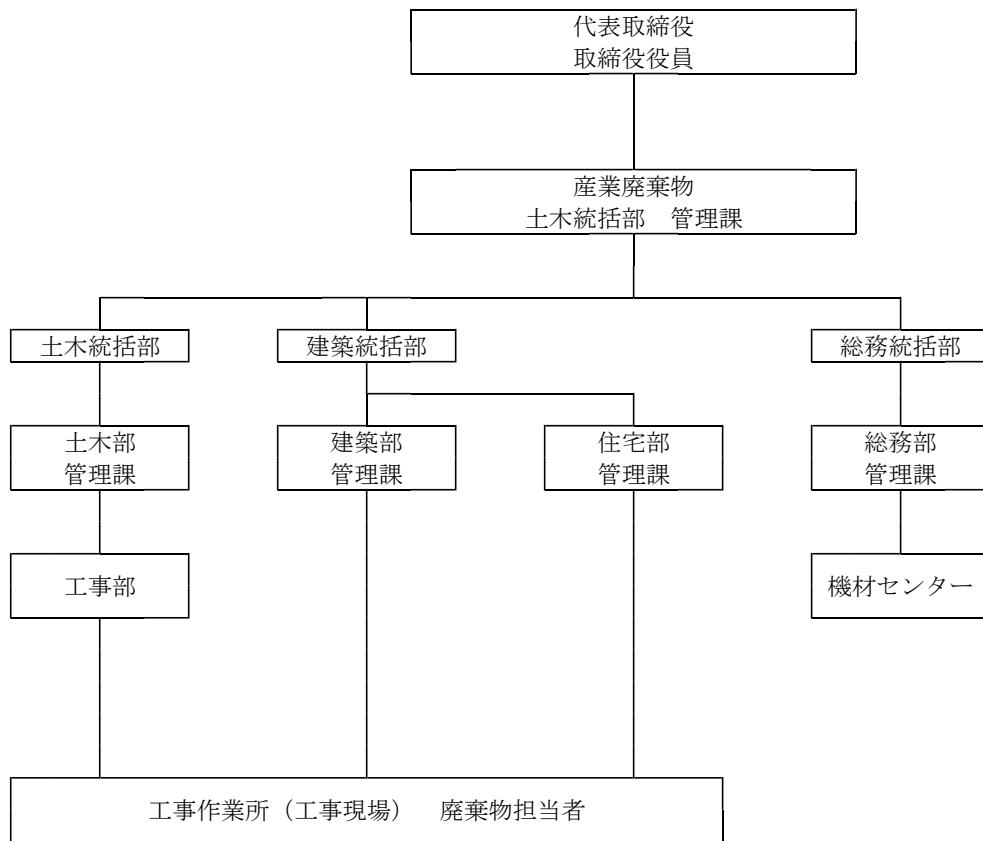 代表取締役
取締役役員
産業廃棄物
土木統括部　管理課
土木統括部
建築統括部
総務統括部
土木部
管理課
建築部
管理課
住宅部
管理課
総務部
管理課
工事部
機材センター
工事作業所（工事現場）　廃棄物担当者